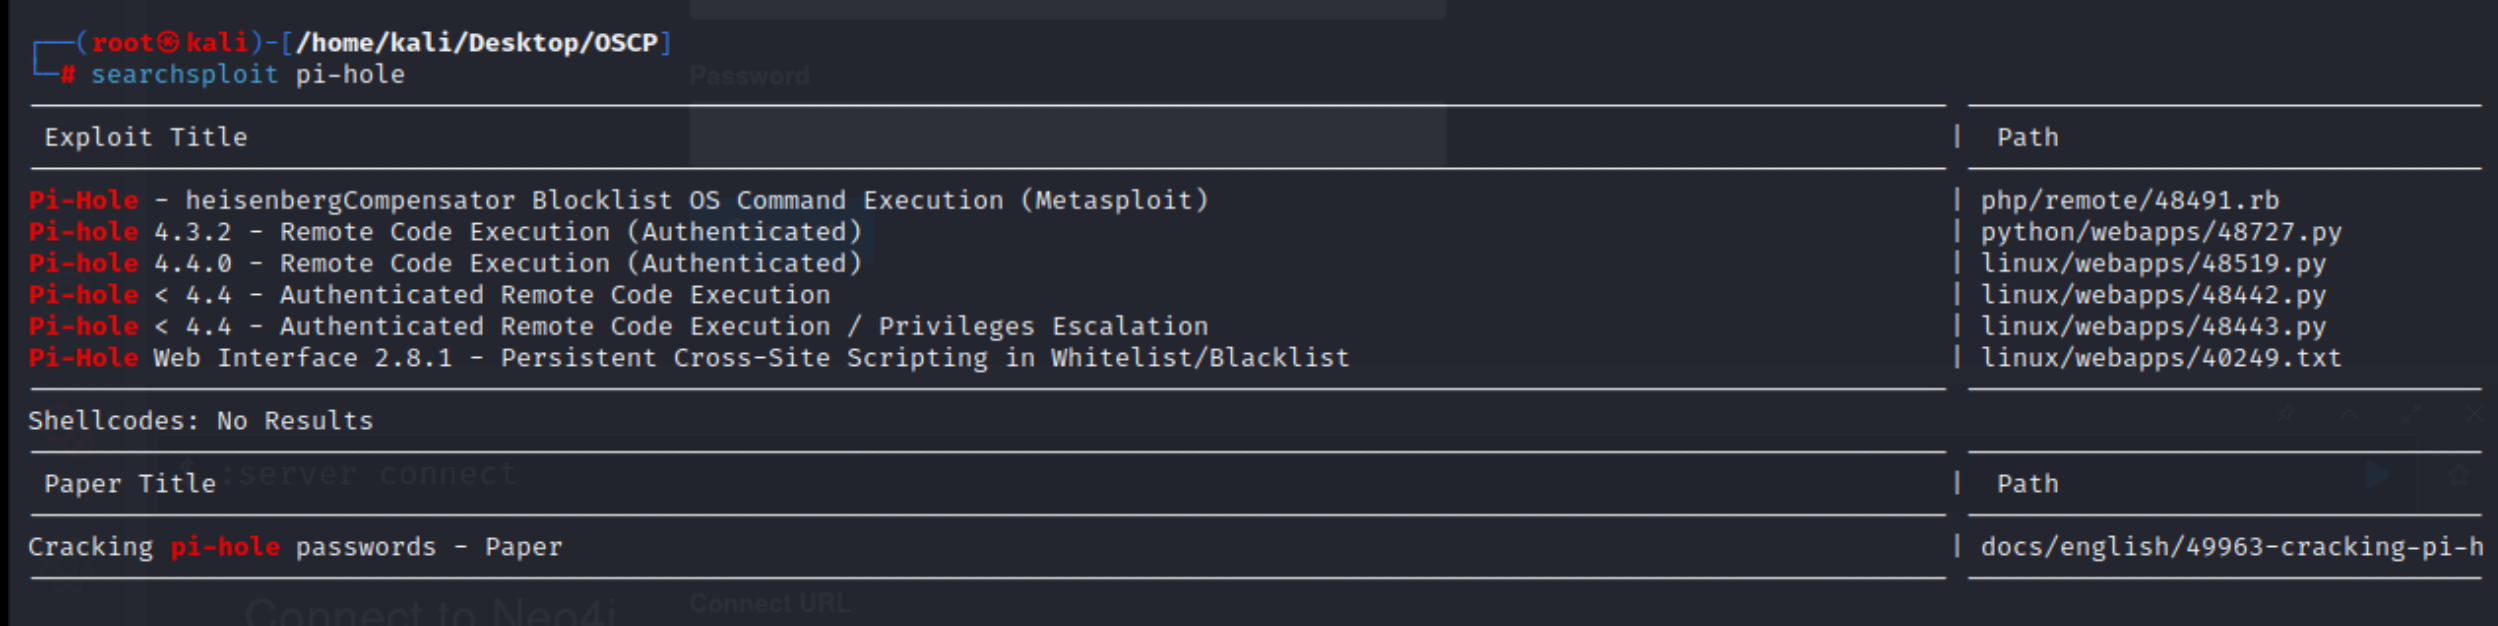 (root㉿kali)-[/home/kali/Desktop/OSCP]
# searchsploit pi-hole
Password
Exploit Title | Path
Pi-Hole - heisenbergCompensator Blocklist OS Command Execution (Metasploit) | php/remote/48491.rb
Pi-hole 4.3.2 - Remote Code Execution (Authenticated) | python/webapps/48727.py
Pi-hole 4.4.0 - Remote Code Execution (Authenticated) | linux/webapps/48519.py
Pi-hole < 4.4 - Authenticated Remote Code Execution | linux/webapps/48442.py
Pi-hole < 4.4 - Authenticated Remote Code Execution / Privileges Escalation | linux/webapps/48443.py
Pi-Hole Web Interface 2.8.1 - Persistent Cross-Site Scripting in Whitelist/Blacklist | linux/webapps/40249.txt
Shellcodes: No Results
:server connect
Paper Title | Path
Cracking pi-hole passwords - Paper | docs/english/49963-cracking-pi-h
Connect to Neo4j
Connect URL